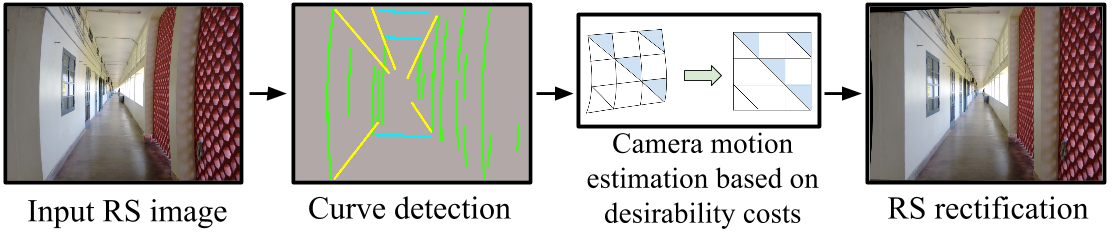 Input RS image
Curve detection
Camera motion
estimation based on
desirability costs
RS rectification